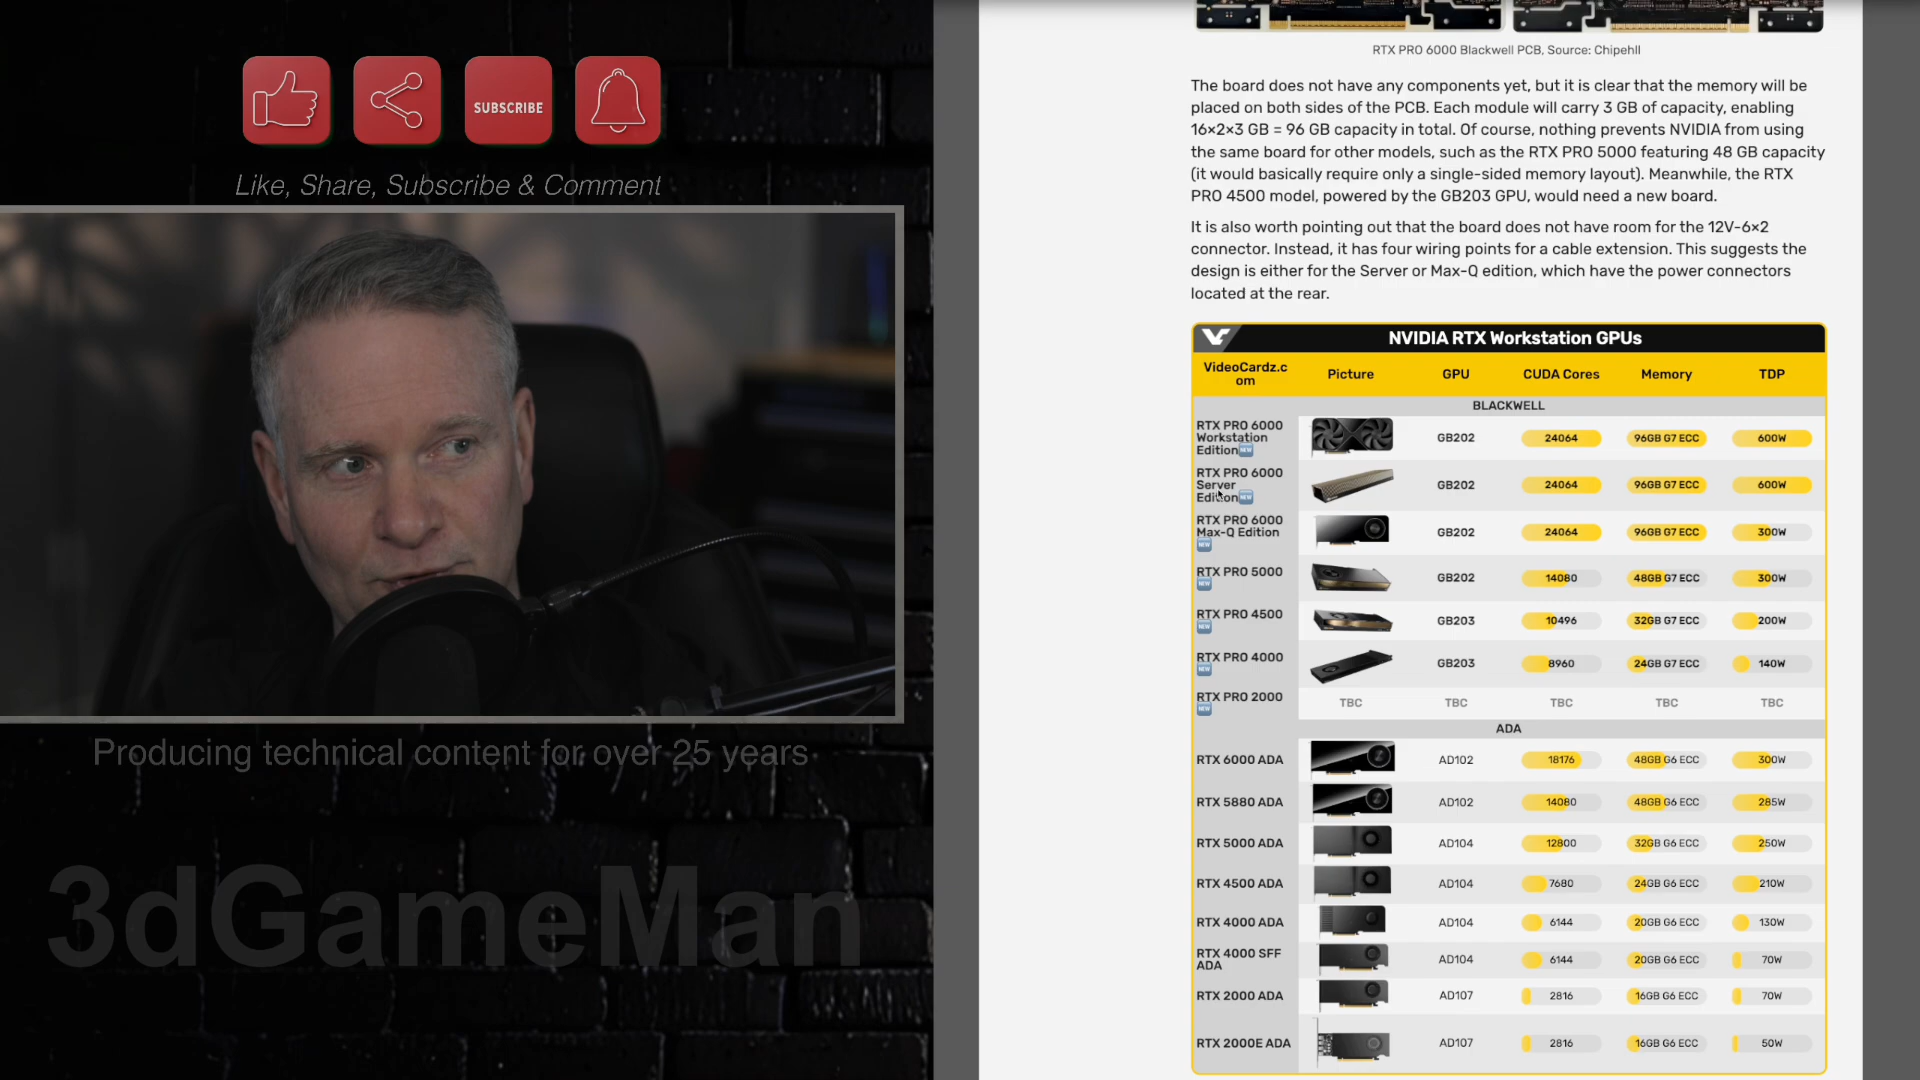 SUBSCRIBE
Like, Share, Subscribe & Comment
Producing technical content for over 25 years
3dGameMan
RTX PRO 6000 Blackwell PCB, Source: Chipehll
The board does not have any components yet, but it is clear that the memory will be
placed on both sides of the PCB. Each module will carry 3 GB of capacity, enabling
16×2×3 GB = 96 GB capacity in total. Of course, nothing prevents NVIDIA from using
the same board for other models, such as the RTX PRO 5000 featuring 48 GB capacity
(it would basically require only a single-sided memory layout). Meanwhile, the RTX
PRO 4500 model, powered by the GB203 GPU, would need a new board.
It is also worth pointing out that the board does not have room for the 12V-6×2
connector. Instead, it has four wiring points for a cable extension. This suggests the
design is either for the Server or Max-Q edition, which have the power connectors
located at the rear.
NVIDIA RTX Workstation GPUs
VideoCardz.c
om
Picture GPU CUDA Cores Memory TDP
BLACKWELL
RTX PRO 6000
Workstation
Edition NEW
GB202 24064 96GB G7 ECC 600W
RTX PRO 6000
Server
Edition NEW
GB202 24064 96GB G7 ECC 600W
RTX PRO 6000
Max-Q Edition
NEW
GB202 24064 96GB G7 ECC 300W
RTX PRO 5000
NEW
GB202 14080 48GB G7 ECC 300W
RTX PRO 4500
NEW
GB203 10496 32GB G7 ECC 200W
RTX PRO 4000
NEW
GB203 8960 24GB G7 ECC 140W
RTX PRO 2000
NEW
TBC TBC TBC TBC TBC
ADA
RTX 6000 ADA AD102 18176 48GB G6 ECC 300W
RTX 5880 ADA AD102 14080 48GB G6 ECC 285W
RTX 5000 ADA AD104 12800 32GB G6 ECC 250W
RTX 4500 ADA AD104 7680 24GB G6 ECC 210W
RTX 4000 ADA AD104 6144 20GB G6 ECC 130W
RTX 4000 SFF
ADA
AD104 6144 20GB G6 ECC 70W
RTX 2000 ADA AD107 2816 16GB G6 ECC 70W
RTX 2000E ADA AD107 2816 16GB G6 ECC 50W